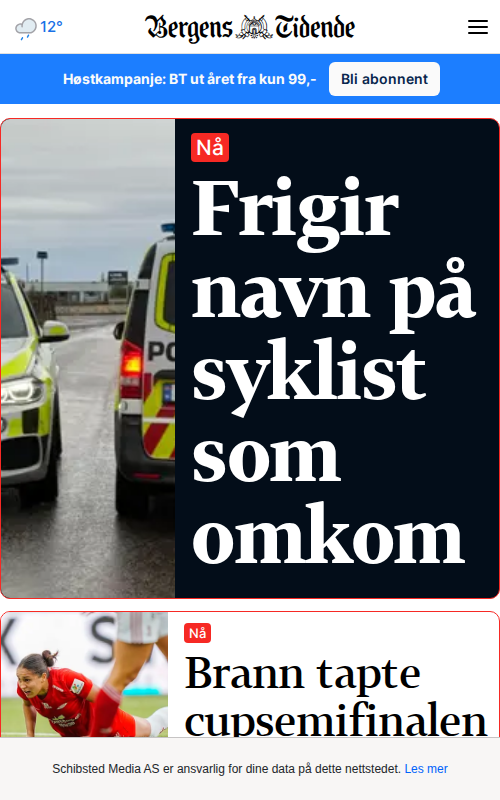 12°
Bergens Tidende
Høstkampanje: BT ut året fra kun 99,-
Bli abonnent
Nå
Frigir
navn på
syklist
som
omkom
Nå
Brann tapte
cupsemifinalen
Schibsted Media AS er ansvarlig for dine data på dette nettstedet. Les mer